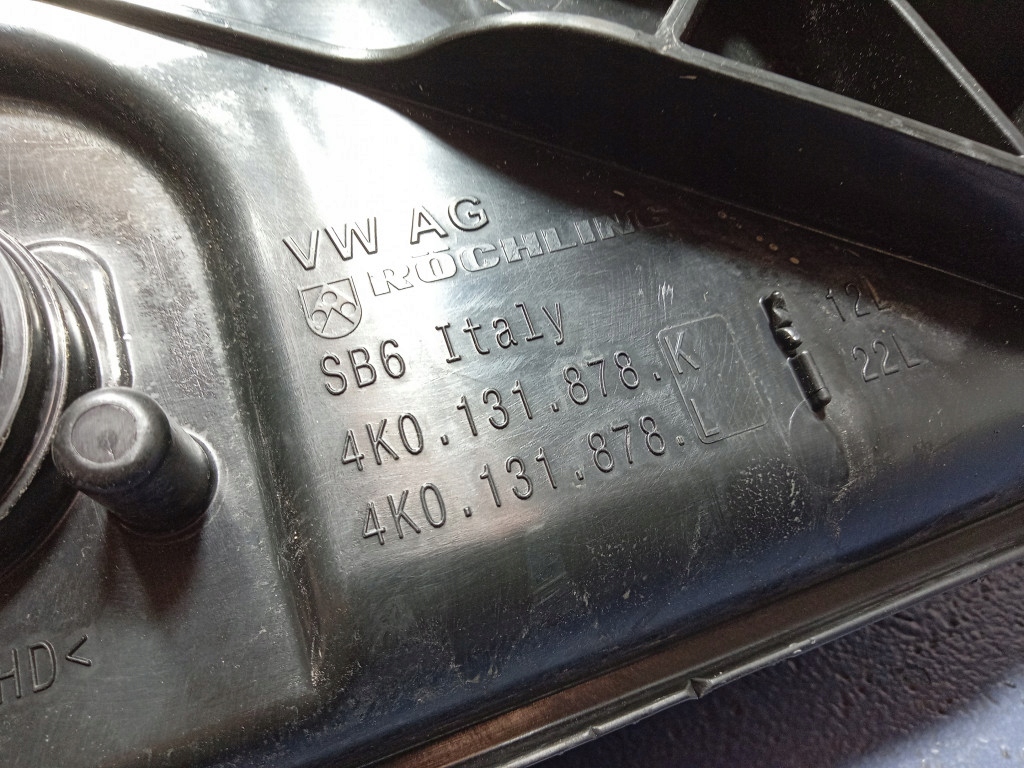 VW AG
RÖCHLING
SB6 Italy
4K0.131.878.K 12L
4K0.131.878.L 22L
HD<